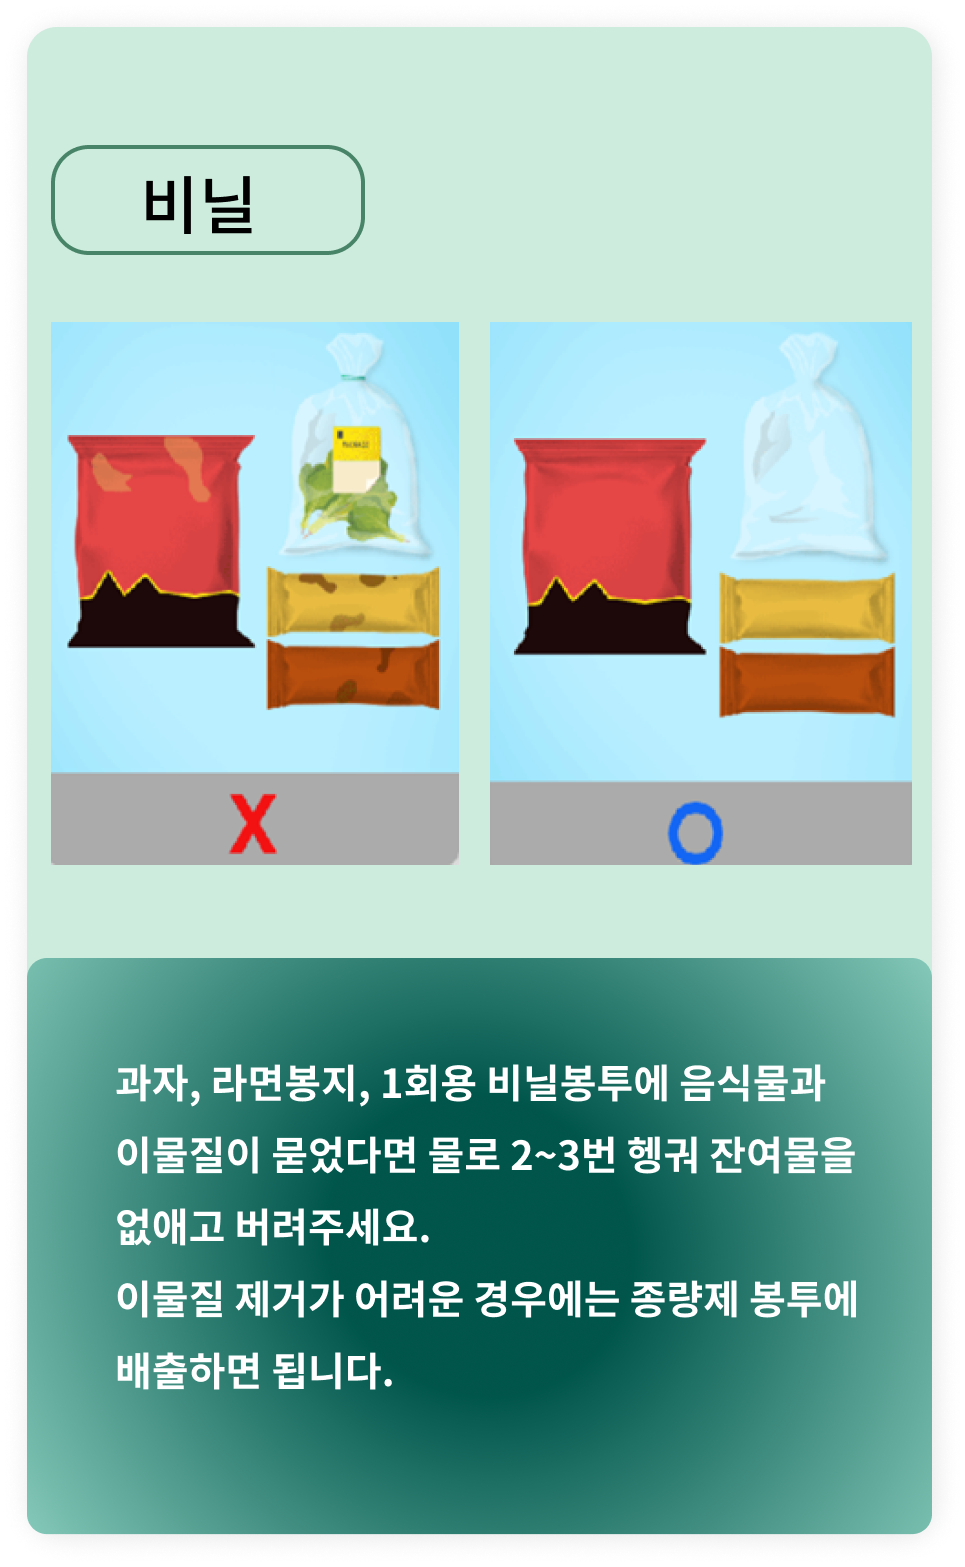 비닐
X
O
과자, 라면봉지, 1회용 비닐봉투에 음식물과
이물질이 묻었다면 물로 2~3번 헹궈 잔여물을
없애고 버려주세요.
이물질 제거가 어려운 경우에는 종량제 봉투에
배출하면 됩니다.